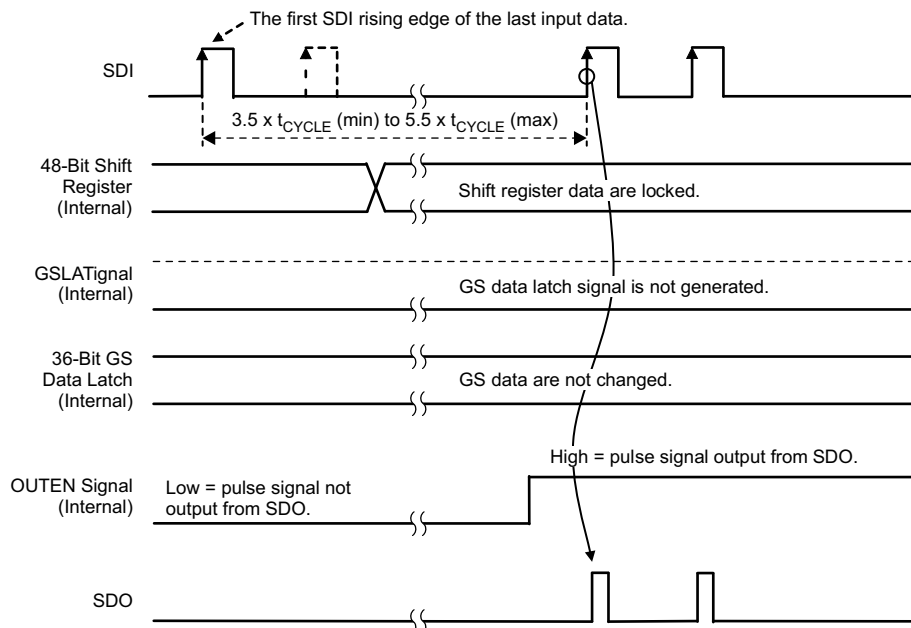 The first SDI rising edge of the last input data.
SDI
3.5 x tCYCLE (min) to 5.5 x tCYCLE (max)
48-Bit Shift
Register
(Internal)
Shift register data are locked.
GSLATignal
(Internal)
GS data latch signal is not generated.
36-Bit GS
Data Latch
(Internal)
GS data are not changed.
High = pulse signal output from SDO.
OUTEN Signal
(Internal)
Low = pulse signal not
output from SDO.
SDO